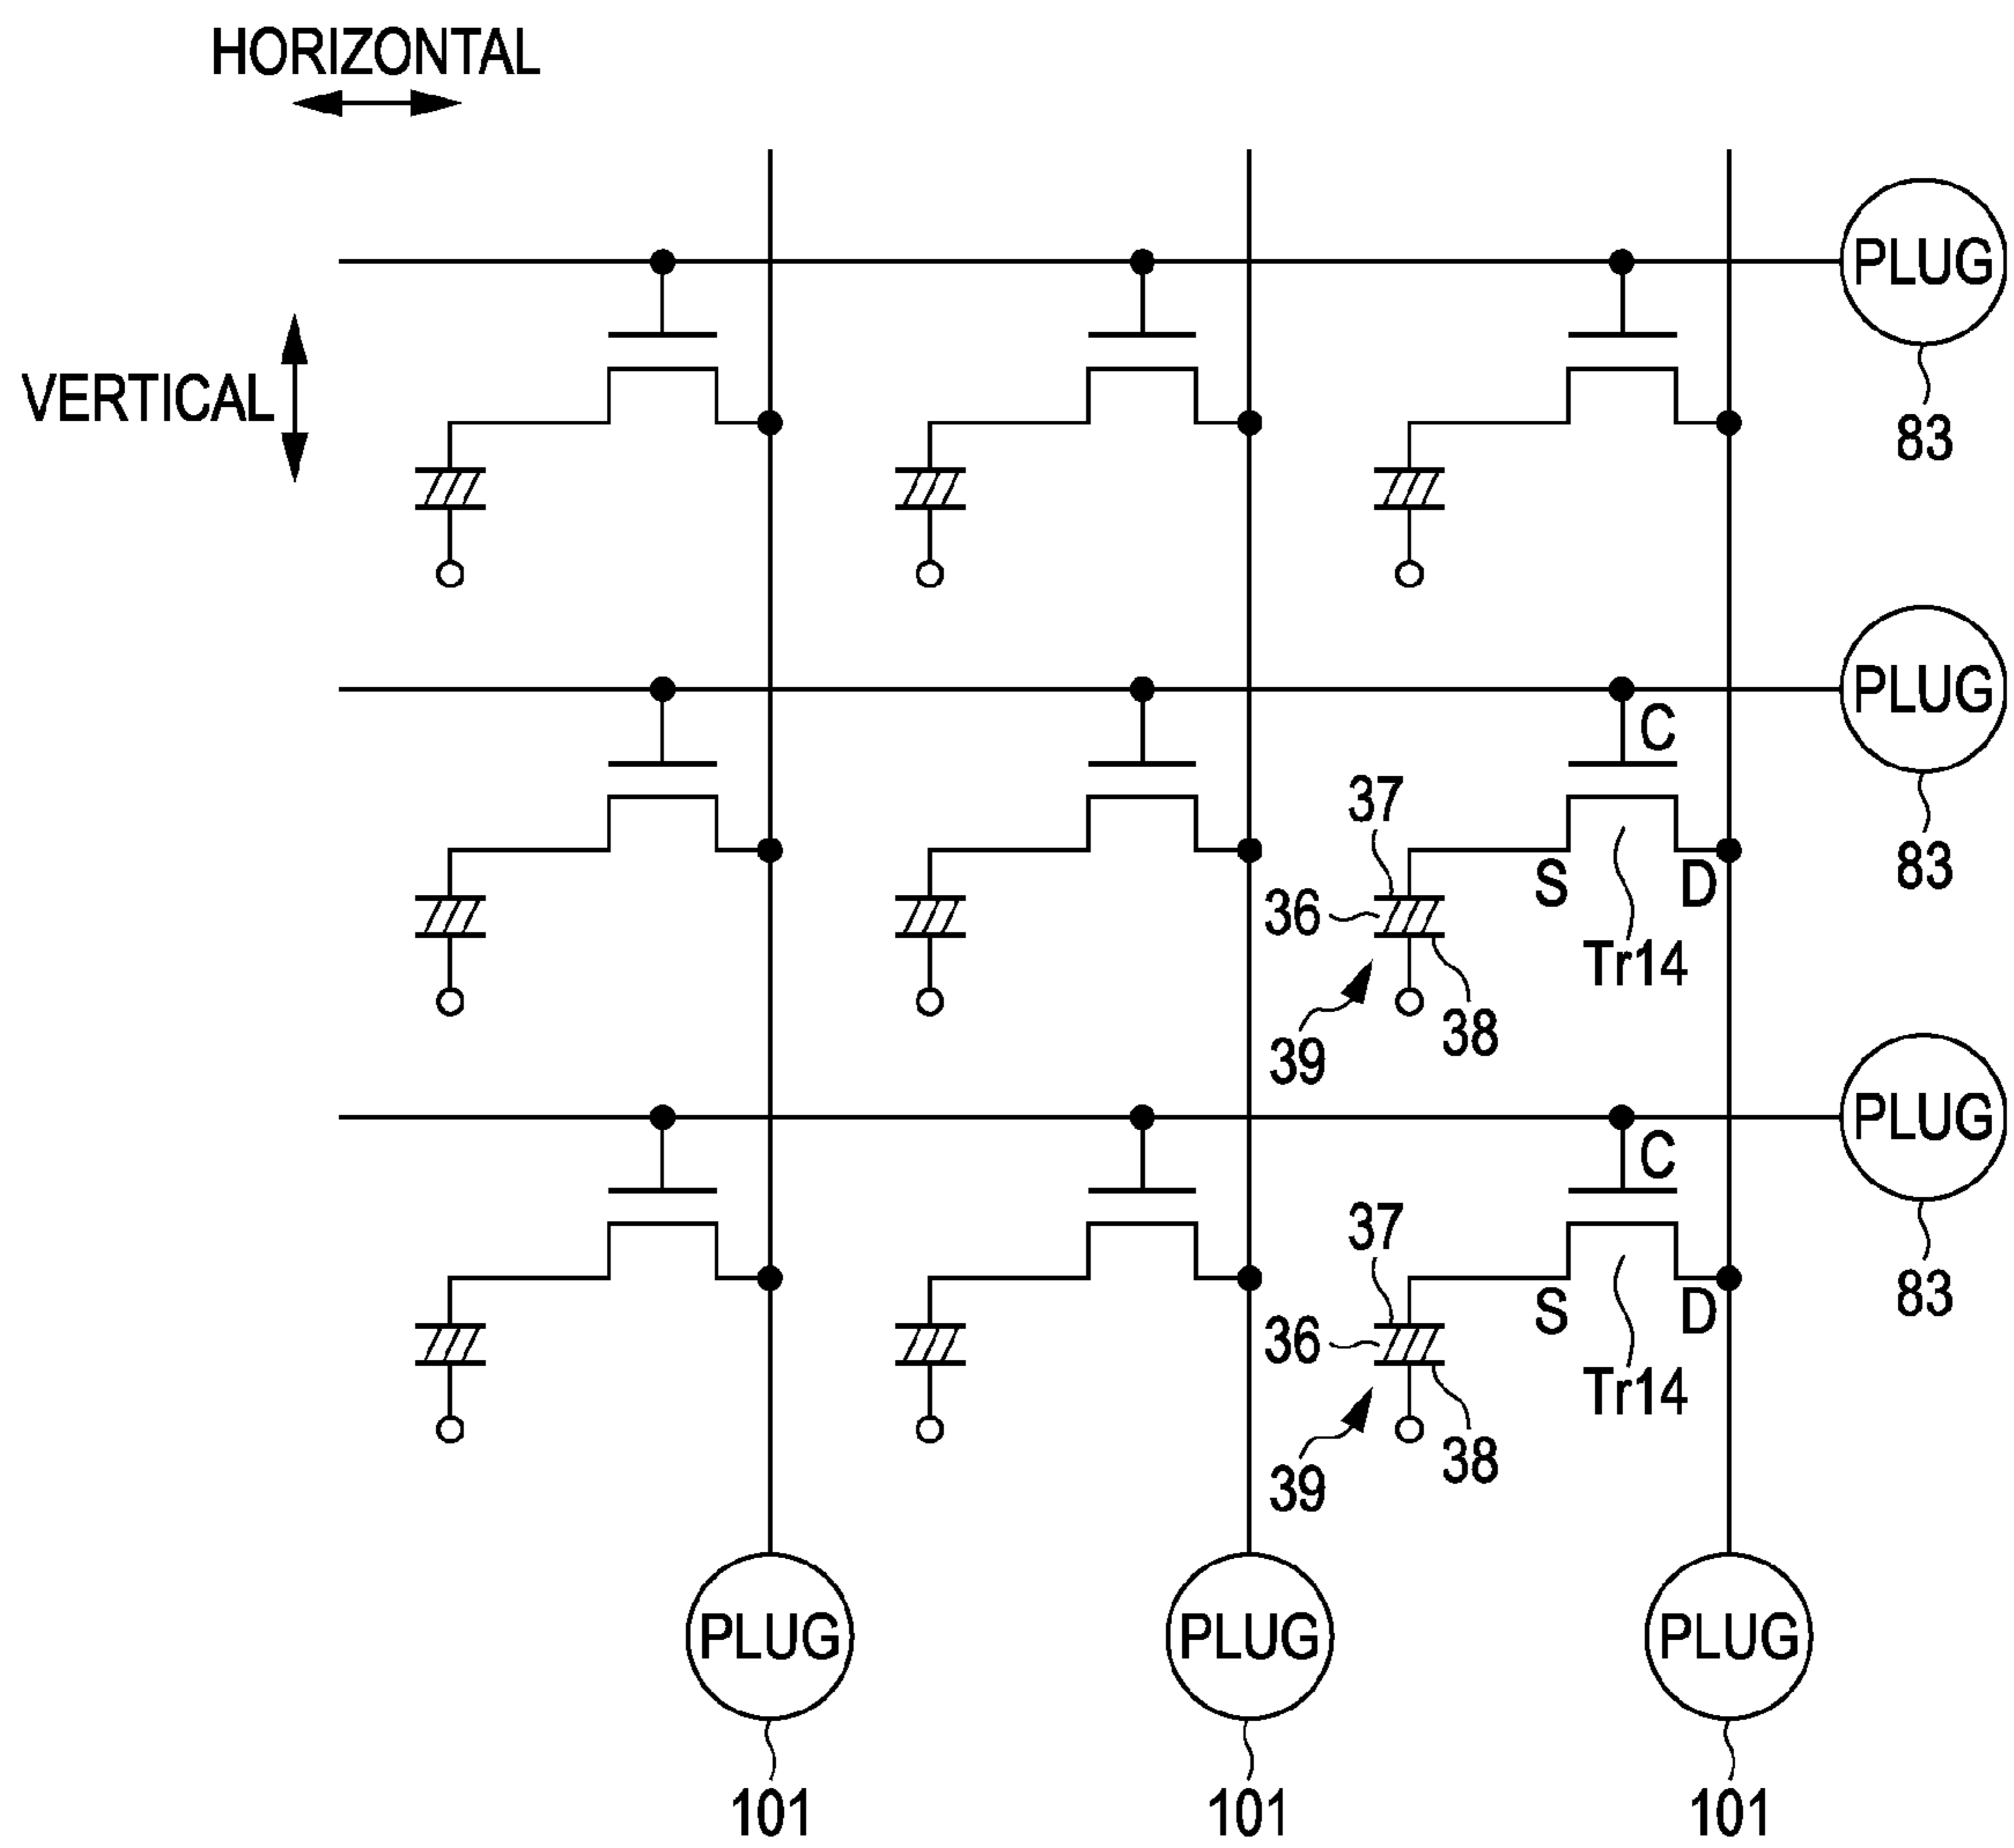 HORIZONTAL
VERTICAL
PLUG
83
PLUG
83
C
37
36
S
D
Tr14
39
38
PLUG
83
C
37
36
S
D
Tr14
39
38
PLUG
PLUG
PLUG
101
101
101